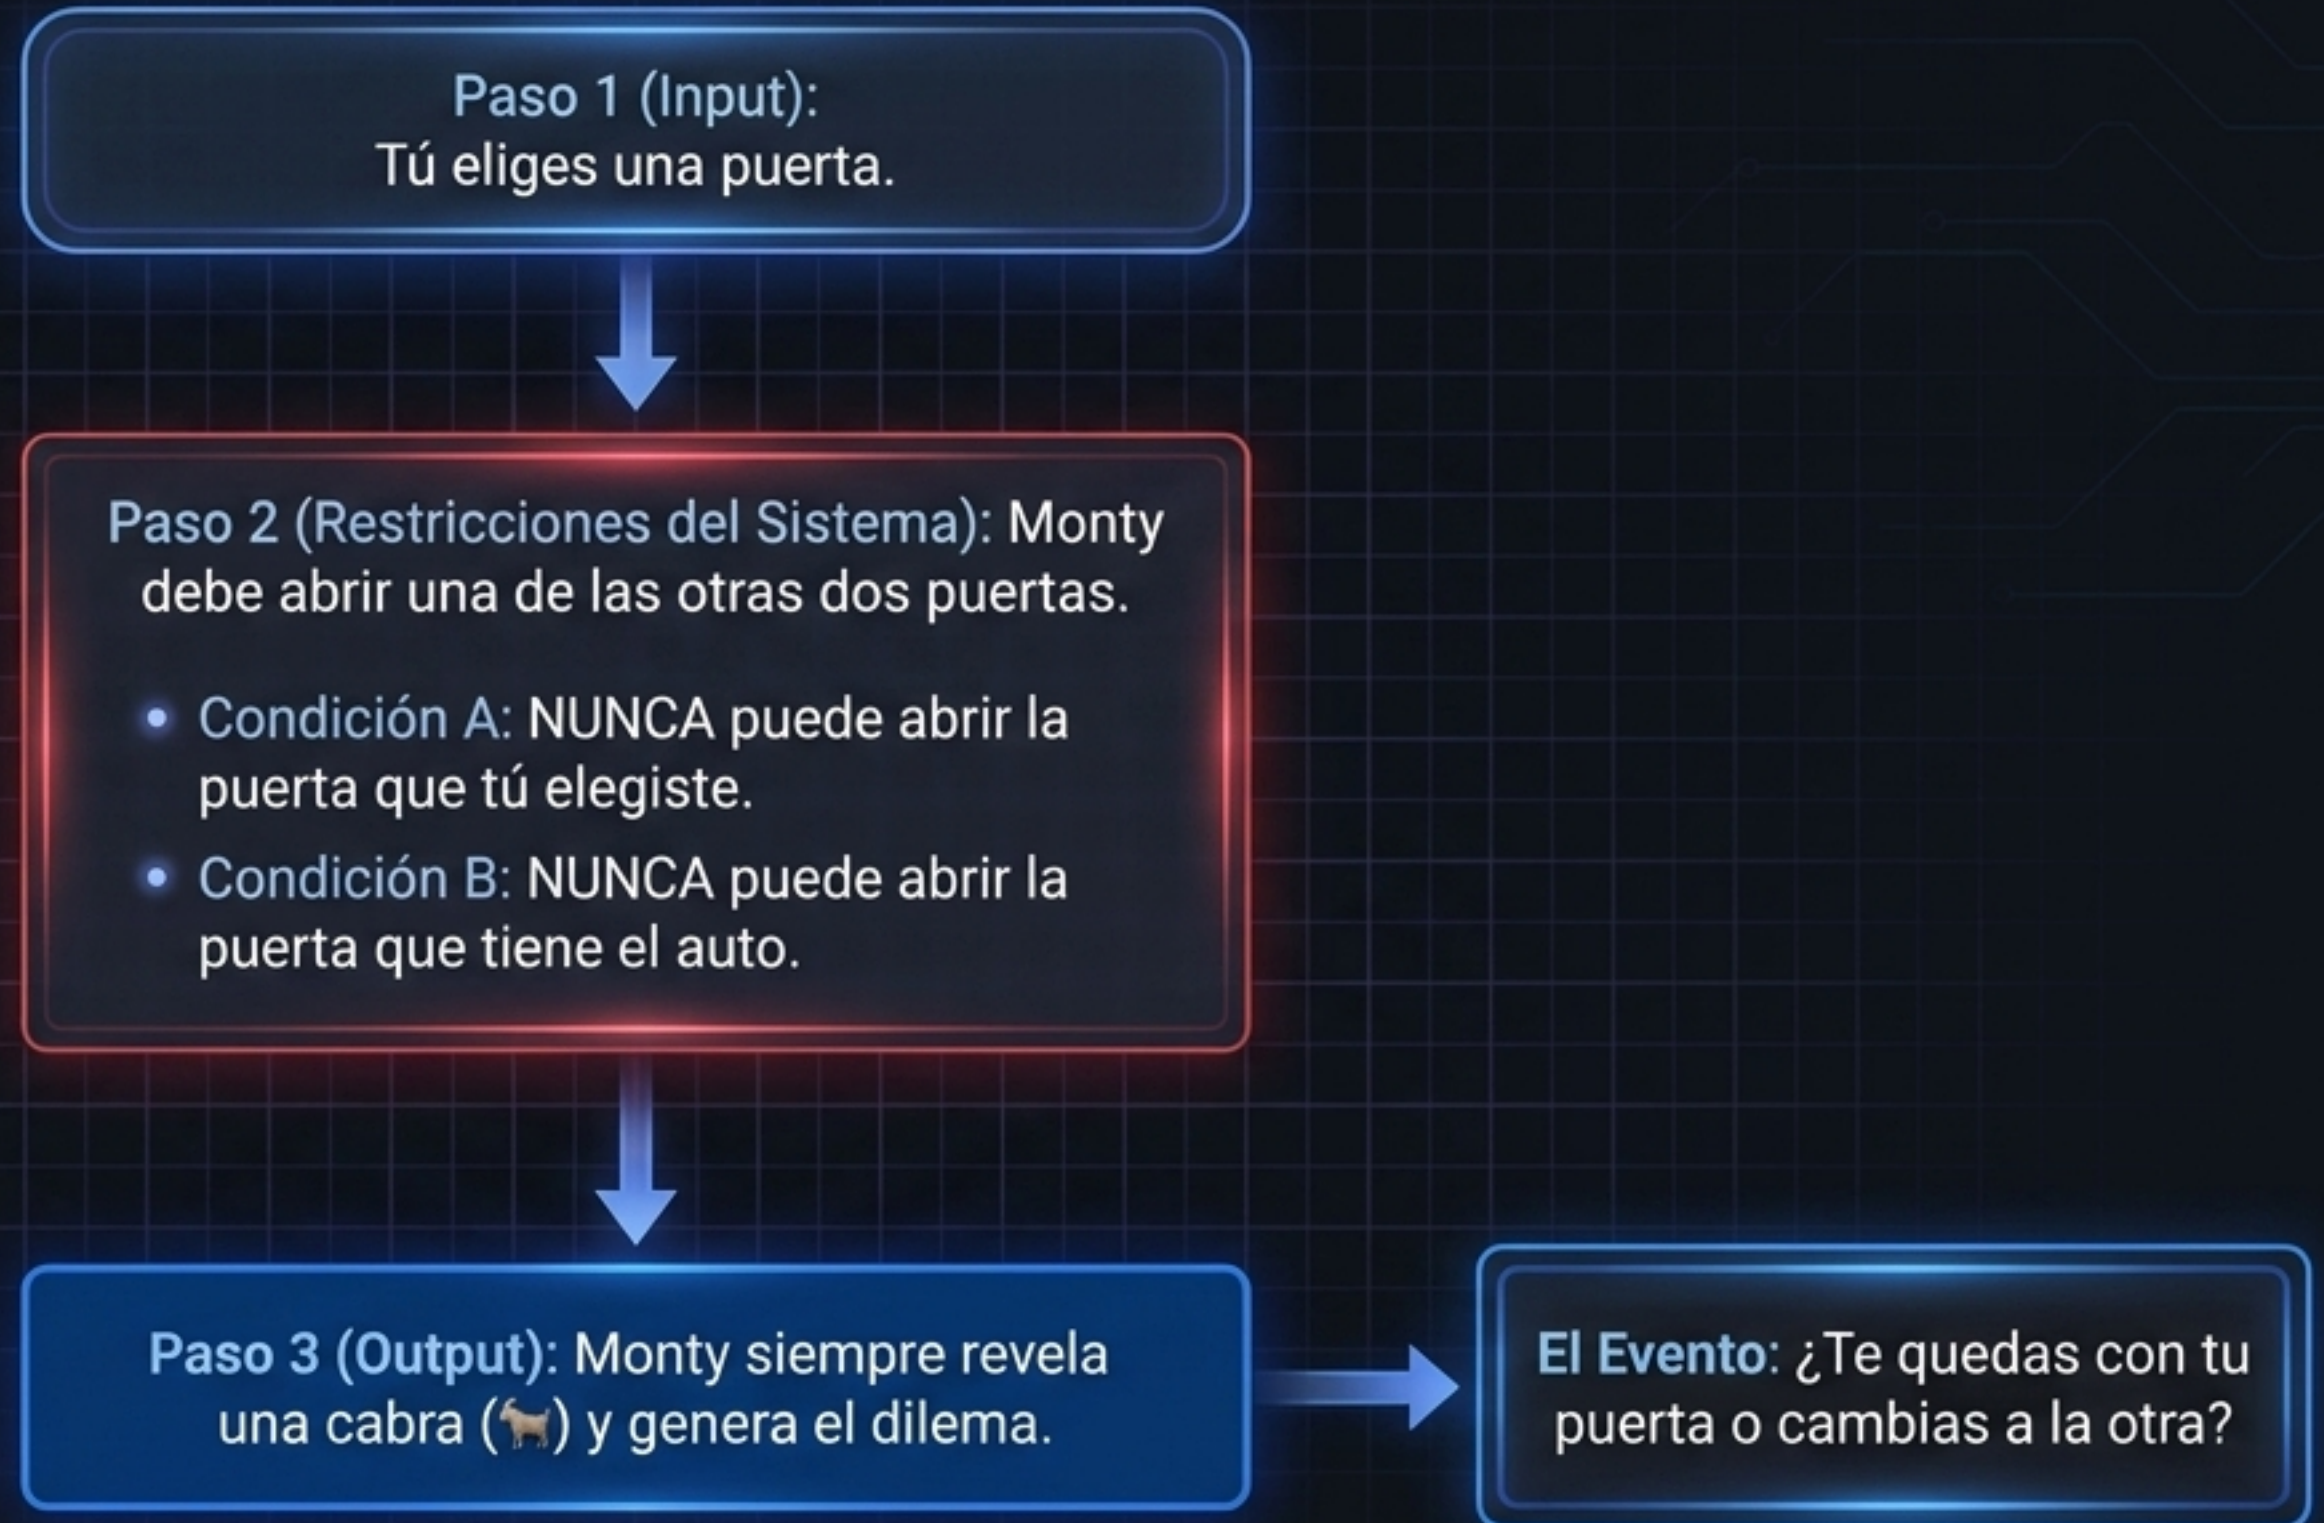 Paso 1 (Input):
Tú eliges una puerta.
Paso 2 (Restricciones del Sistema): Monty
debe abrir una de las otras dos puertas.
• Condición A: NUNCA puede abrir la
puerta que tú elegiste.
• Condición B: NUNCA puede abrir la
puerta que tiene el auto.
Paso 3 (Output): Monty siempre revela
una cabra (🐐) y genera el dilema.
El Evento: ¿Te quedas con tu
puerta o cambias a la otra?